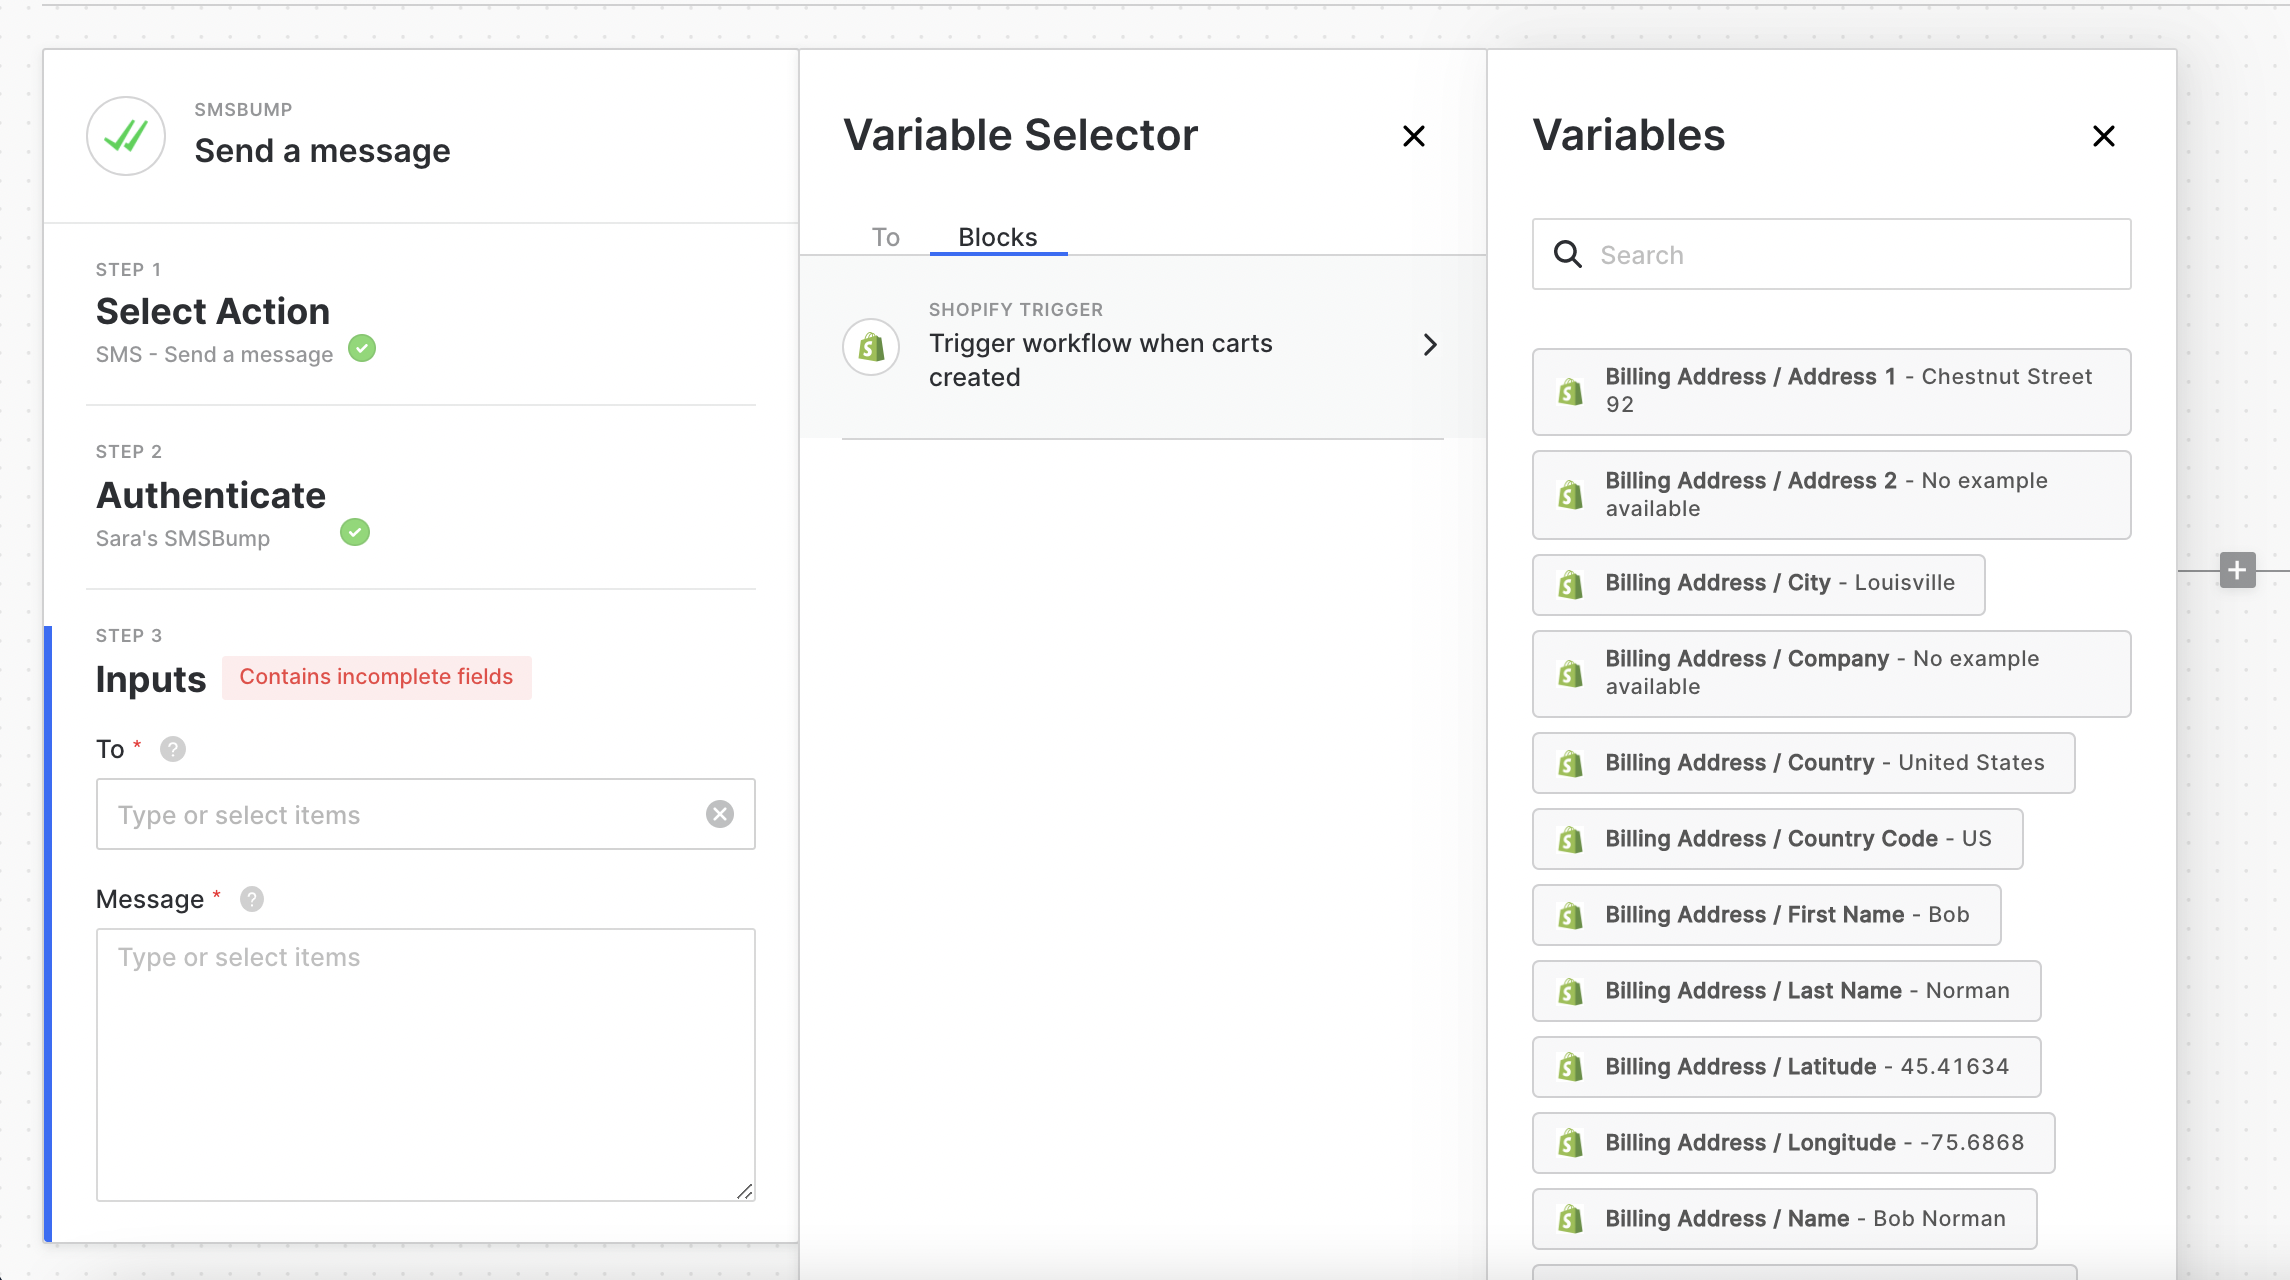 SMSBUMP
Send a message
STEP 1
Select Action
SMS - Send a message
STEP 2
Authenticate
Sara's SMSBump
STEP 3
Inputs
Contains incomplete fields
To *
?
Type or select items
Message *
?
Type or select items
Variable Selector
To
Blocks
SHOPIFY TRIGGER
Trigger workflow when carts
created
Variables
Search
Billing Address / Address 1 - Chestnut Street
92
Billing Address / Address 2 - No example
available
Billing Address / City - Louisville
Billing Address / Company - No example
available
Billing Address / Country - United States
Billing Address / Country Code - US
Billing Address / First Name - Bob
Billing Address / Last Name - Norman
Billing Address / Latitude - 45.41634
Billing Address / Longitude - -75.6868
Billing Address / Name - Bob Norman